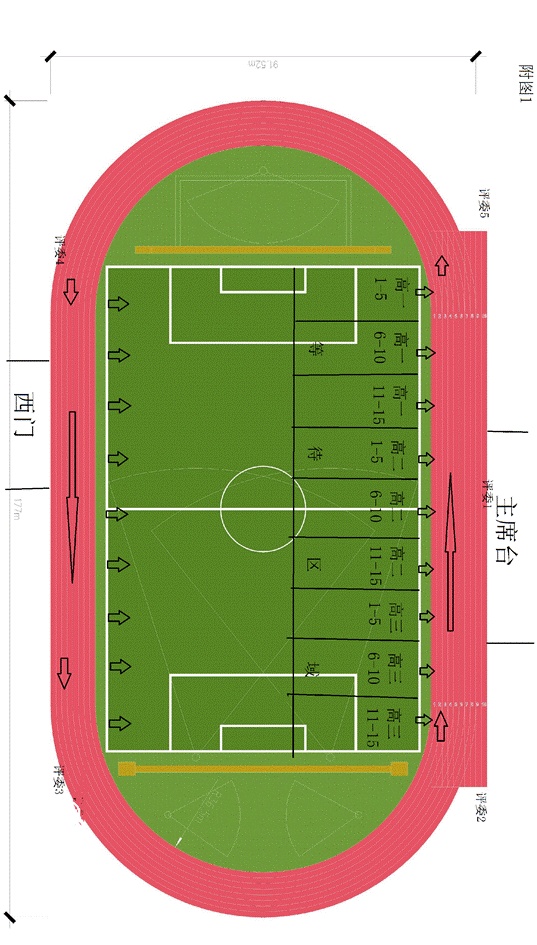 附图1
91.52m
评委5
评委4
高一
1-5
高一
6-10
高一
11-15
高二
1-5
高二
6-10
高二
11-15
高三
1-5
高三
6-10
高三
11-15
等
待
区
域
西门
177m
评委1
主席台
评委3
评委2